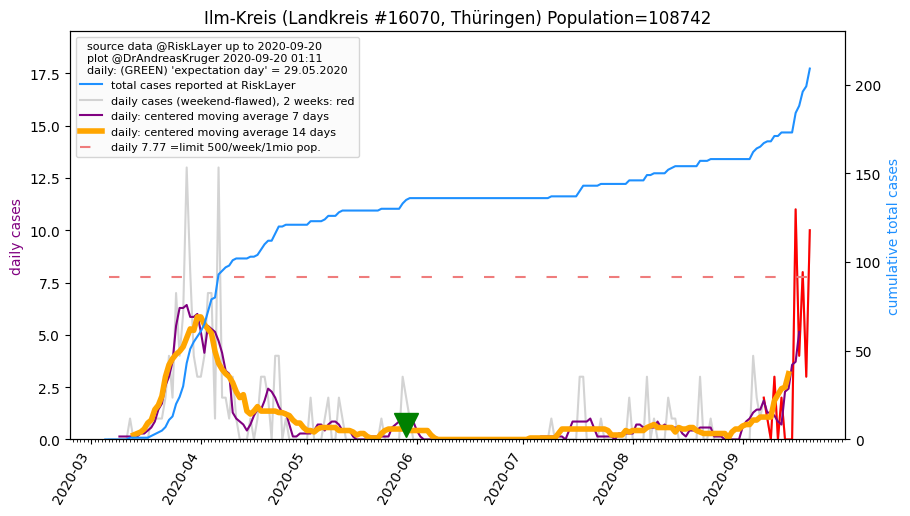 Ilm-Kreis (Landkreis #16070, Thüringen) Population=108742
source data @RiskLayer up to 2020-09-20
plot @DrAndreasKruger 2020-09-20 01:11
daily: (GREEN) 'expectation day' = 29.05.2020
total cases reported at RiskLayer
daily cases (weekend-flawed), 2 weeks: red
daily: centered moving average 7 days
daily: centered moving average 14 days
daily 7.77 =limit 500/week/1mio pop.
daily cases
17.5
15.0
12.5
10.0
7.5
5.0
2.5
0.0
cumulative total cases
200
150
100
50
0
2020-03
2020-04
2020-05
2020-06
2020-07
2020-08
2020-09